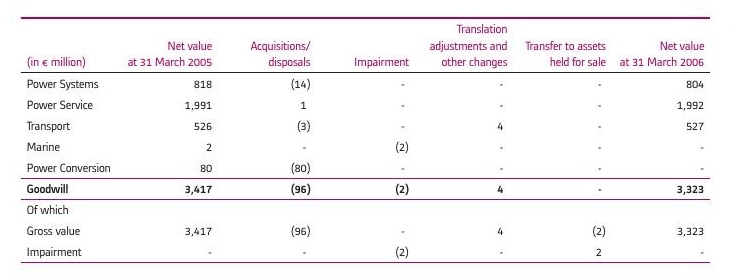 Translation
Net value Acquisitions/ adjustments and Transfer to assets Net value
(in € million) at 31 March 2005 disposals Impairment other changes held for sale at 31 March 2006
Power Systems 818 (14) - - - 804
Power Service 1,991 1 - - - 1,992
Transport 526 (3) - 4 - 527
Marine 2 - (2) - - -
Power Conversion 80 (80) - - - -
Goodwill 3,417 (96) (2) 4 - 3,323
Of which
Gross value 3,417 (96) - 4 (2) 3,323
Impairment - - (2) - 2 -